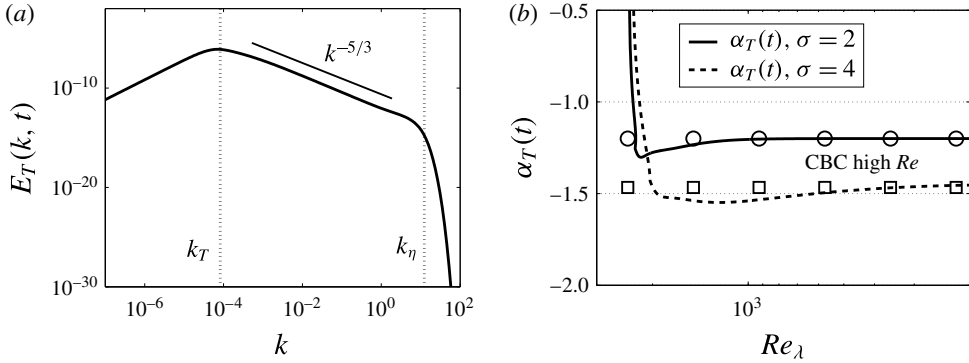 (a)
k^{-5/3}
10^{-10}
10^{-20}
10^{-30}
E_T(k, t)
k_T
k_η
10^{-6}
10^{-4}
10^{-2}
10^0
10^2
k
(b)
-0.5
-1.0
-1.5
-2.0
α_T(t)
α_T(t), σ = 2
α_T(t), σ = 4
CBC high Re
10^3
Re_λ